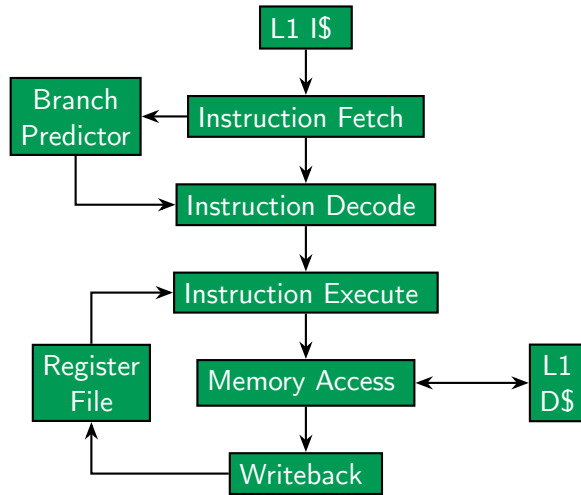 L1 I$
Branch
Predictor
Instruction Fetch
Instruction Decode
Instruction Execute
Register
File
Memory Access
L1
D$
Writeback